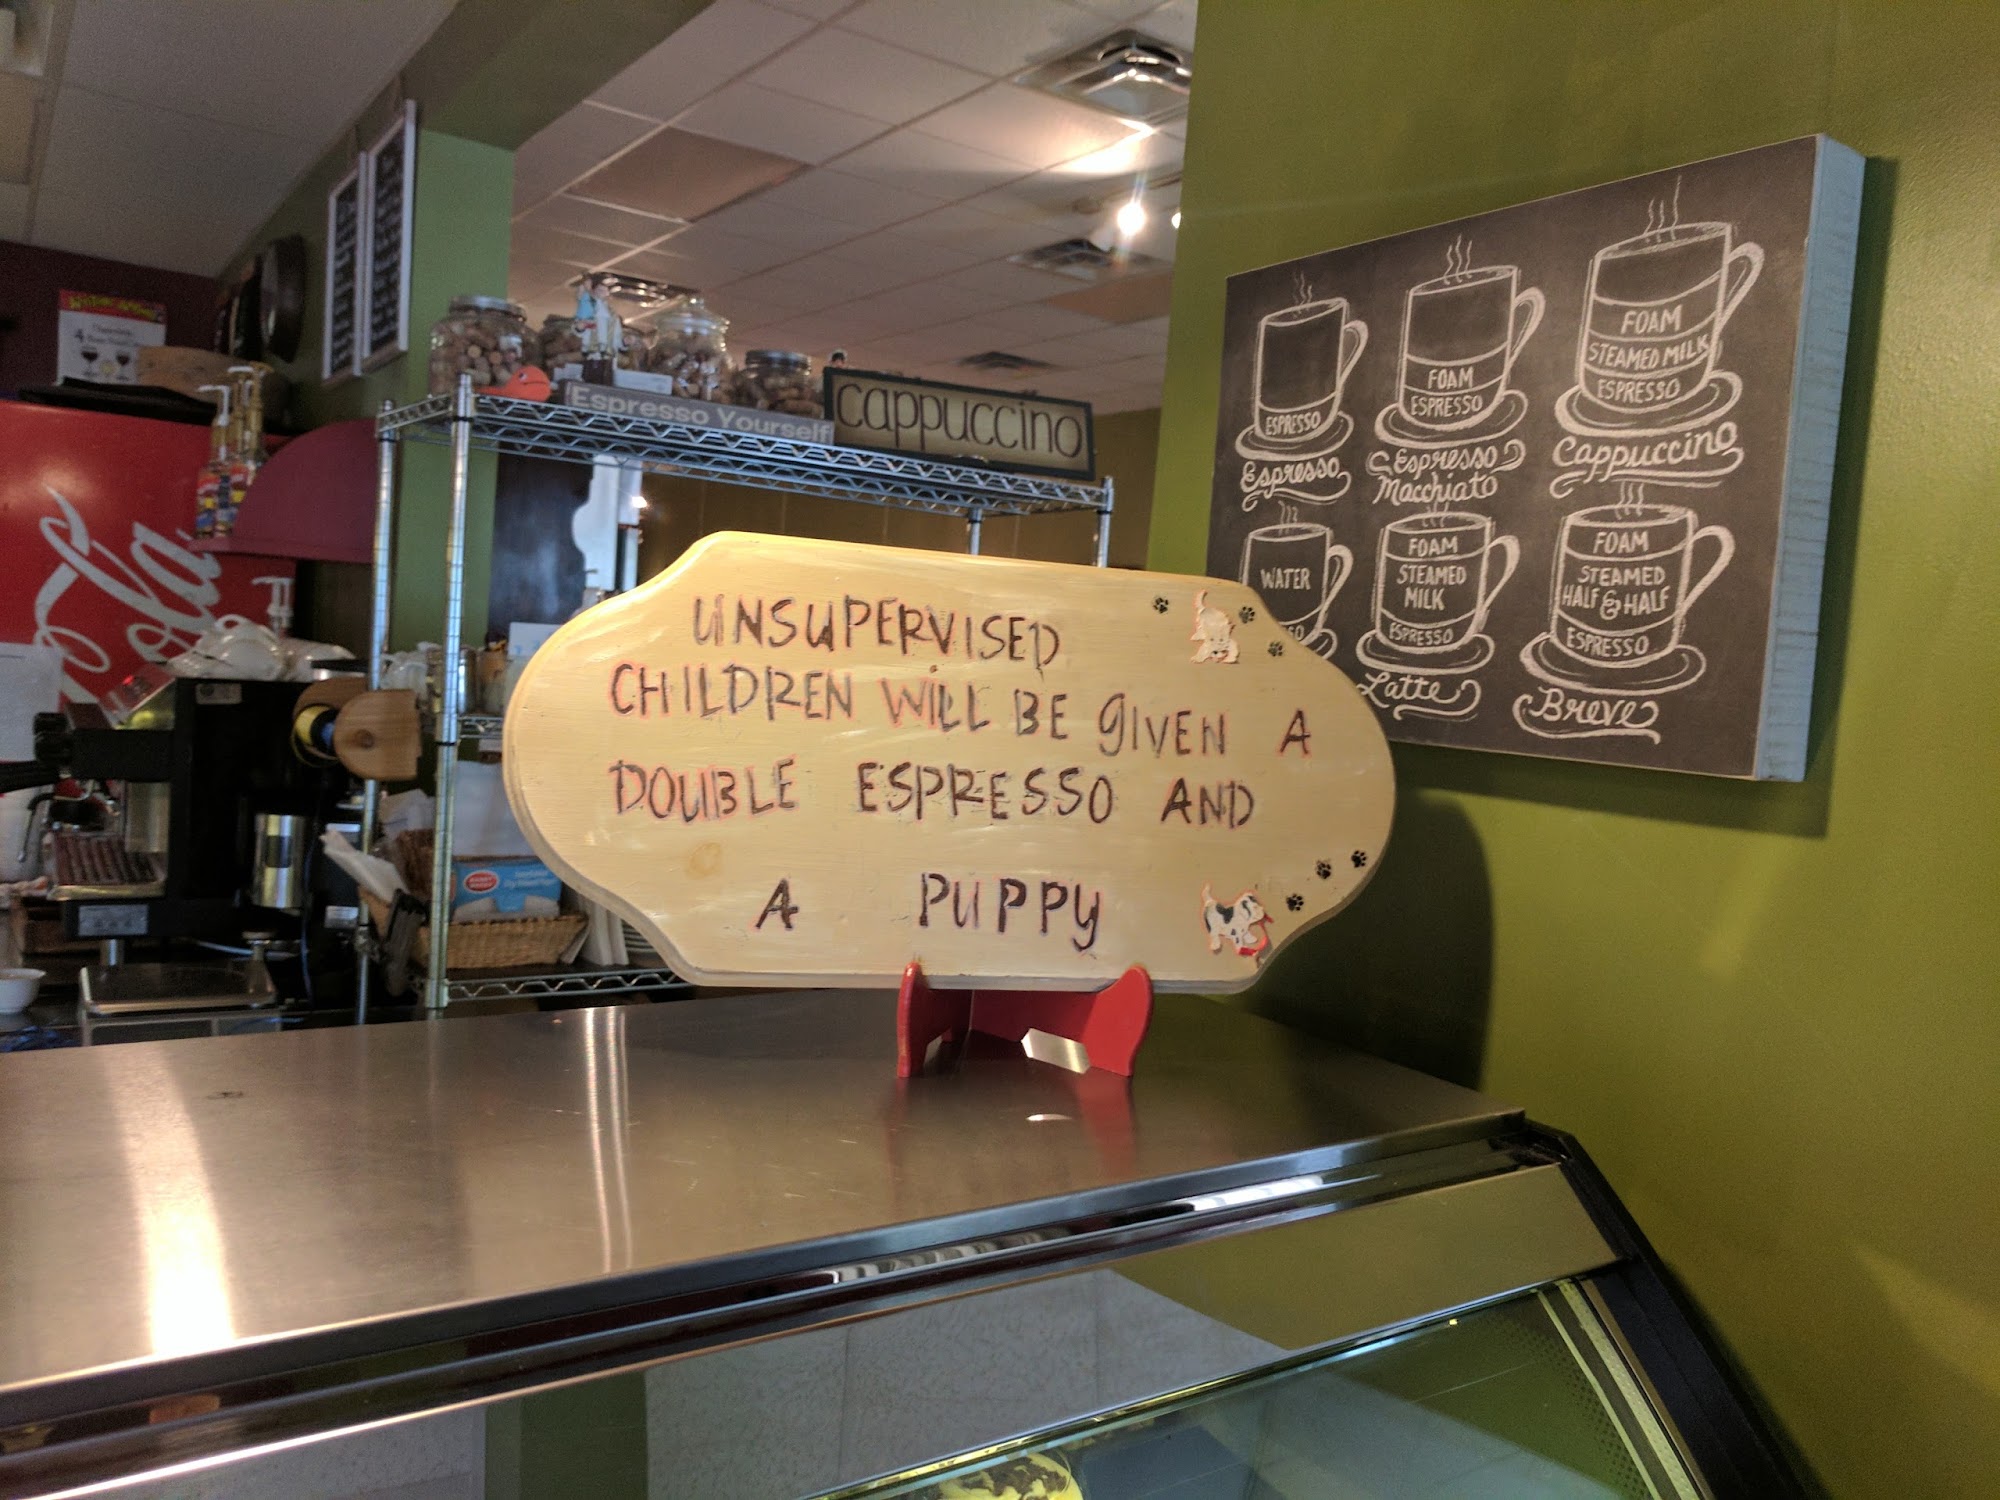 Espresso Yourself
cappuccino
Cola
UNSUPERVISED
CHILDREN WILL BE GIVEN A
DOUBLE ESPRESSO AND
A PUPPY
ESPRESSO
Espresso
FOAM
ESPRESSO
Espresso
Macchiato
FOAM
STEAMED MILK
ESPRESSO
Cappuccino
WATER
FOAM
STEAMED
MILK
ESPRESSO
Latte
FOAM
STEAMED
HALF & HALF
ESPRESSO
Breve